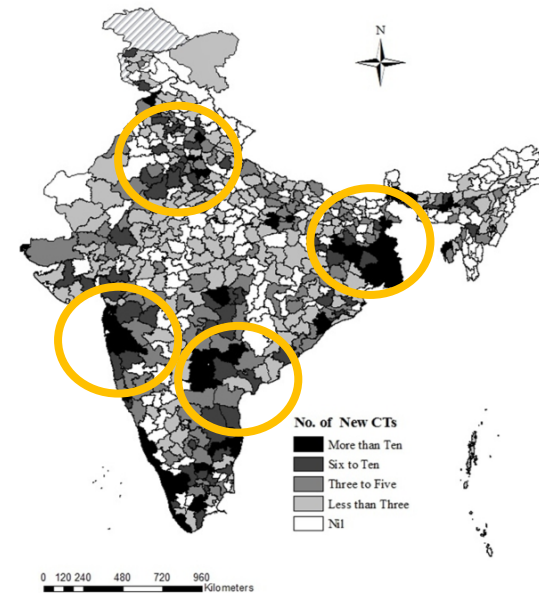 N
No. of New CTs
More than Ten
Six to Ten
Three to Five
Less than Three
Nil
0 120 240 480 720 960
Kilometers